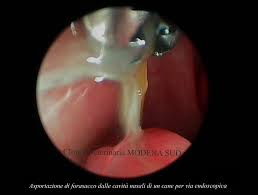 Clinica Veterinaria MODENA SUD
Asportazione di forasacco dalle cavità nasali di un cane per via endoscopica